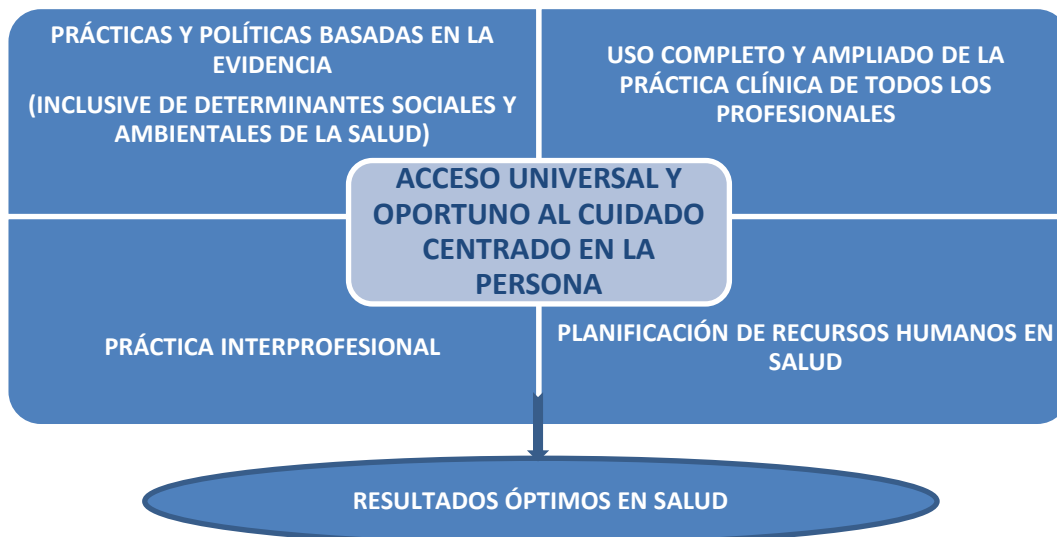 PRÁCTICAS Y POLÍTICAS BASADAS EN LA
EVIDENCIA
(INCLUSIVE DE DETERMINANTES SOCIALES Y
AMBIENTALES DE LA SALUD)
USO COMPLETO Y AMPLIADO DE LA
PRÁCTICA CLÍNICA DE TODOS LOS
PROFESIONALES
ACCESO UNIVERSAL Y
OPORTUNO AL CUIDADO
CENTRADO EN LA
PERSONA
PRÁCTICA INTERPROFESIONAL
PLANIFICACIÓN DE RECURSOS HUMANOS EN
SALUD
RESULTADOS ÓPTIMOS EN SALUD